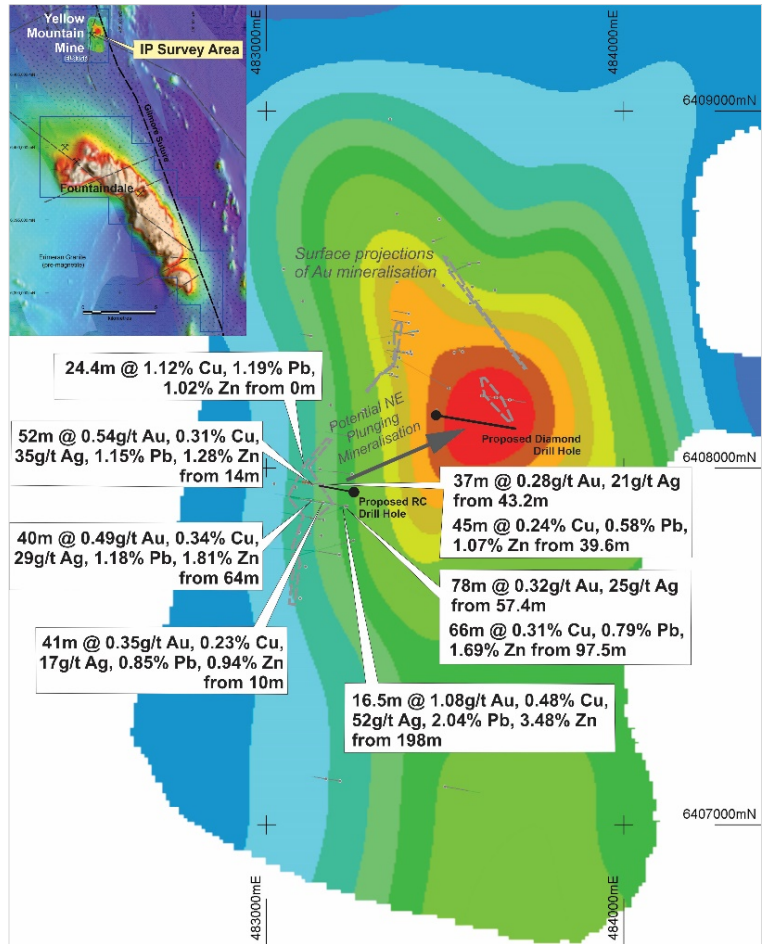 Yellow
Mountain
Mine
IP Survey Area
Gilmore Suture
Fountaindale
Erimeran Granite
(pre-magnetite)
483000mE
484000mE
6409000mN
Surface projections
of Au mineralisation
24.4m @ 1.12% Cu, 1.19% Pb,
1.02% Zn from 0m
Potential NE
Plunging
Mineralisation
Proposed Diamond
Drill Hole
52m @ 0.54g/t Au, 0.31% Cu,
35g/t Ag, 1.15% Pb, 1.28% Zn
from 14m
6408000mN
37m @ 0.28g/t Au, 21g/t Ag
from 43.2m
45m @ 0.24% Cu, 0.58% Pb,
1.07% Zn from 39.6m
Proposed RC
Drill Hole
40m @ 0.49g/t Au, 0.34% Cu,
29g/t Ag, 1.18% Pb, 1.81% Zn
from 64m
78m @ 0.32g/t Au, 25g/t Ag
from 57.4m
66m @ 0.31% Cu, 0.79% Pb,
1.69% Zn from 97.5m
41m @ 0.35g/t Au, 0.23% Cu,
17g/t Ag, 0.85% Pb, 0.94% Zn
from 10m
16.5m @ 1.08g/t Au, 0.48% Cu,
52g/t Ag, 2.04% Pb, 3.48% Zn
from 198m
6407000mN
483000mE
484000mE